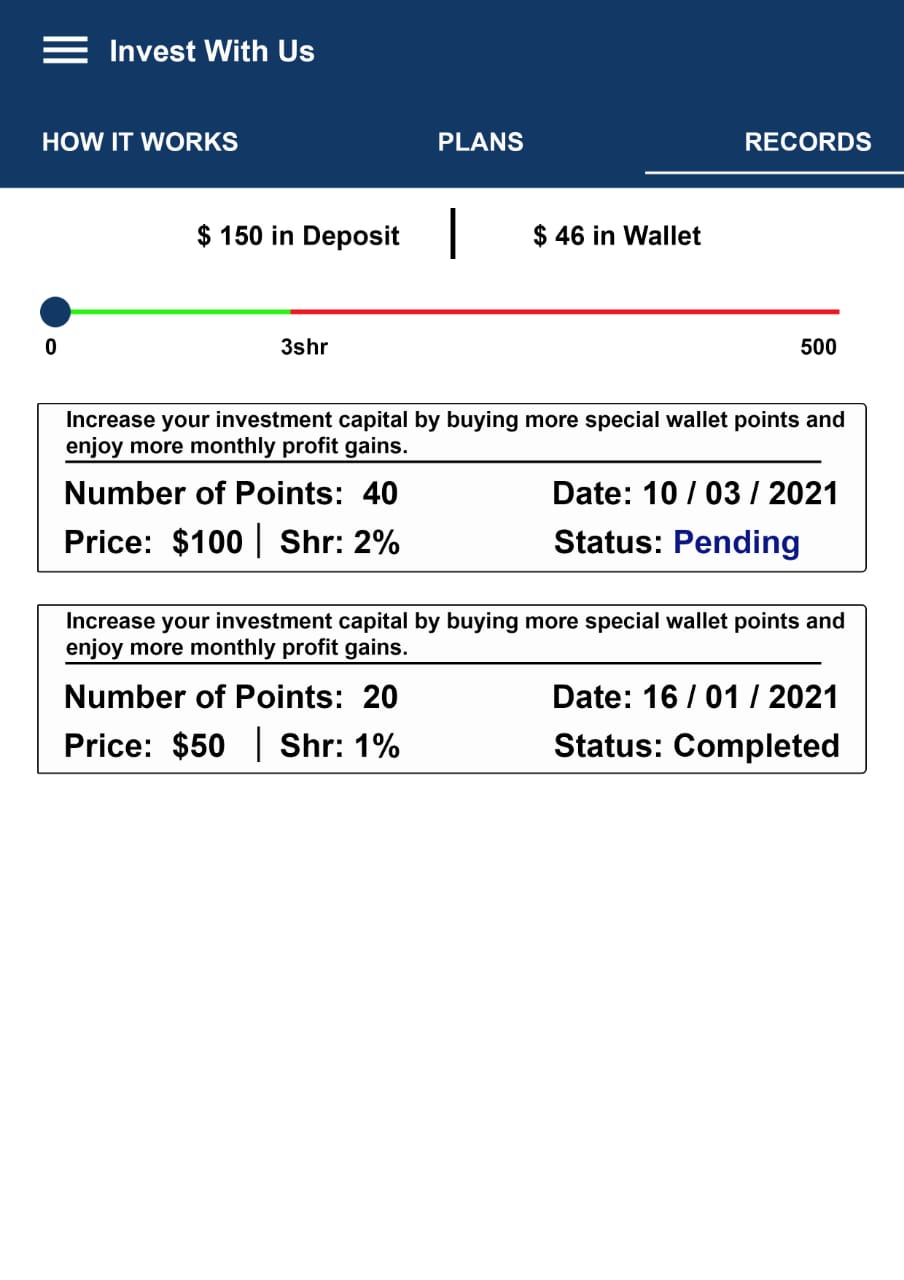 Invest With Us
HOW IT WORKS PLANS RECORDS
$ 150 in Deposit | $ 46 in Wallet
0 3shr 500
Increase your investment capital by buying more special wallet points and
enjoy more monthly profit gains.
Number of Points: 40 Date: 10 / 03 / 2021
Price: $100 | Shr: 2% Status: Pending
Increase your investment capital by buying more special wallet points and
enjoy more monthly profit gains.
Number of Points: 20 Date: 16 / 01 / 2021
Price: $50 | Shr: 1% Status: Completed